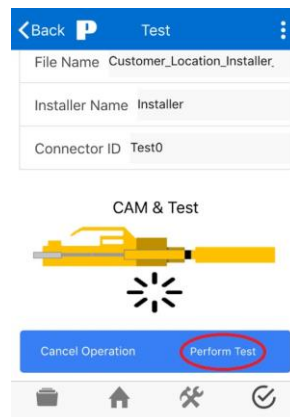 Back P Test
File Name Customer_Location_Installer_
Installer Name Installer
Connector ID Test0
CAM & Test
Cancel Operation Perform Test